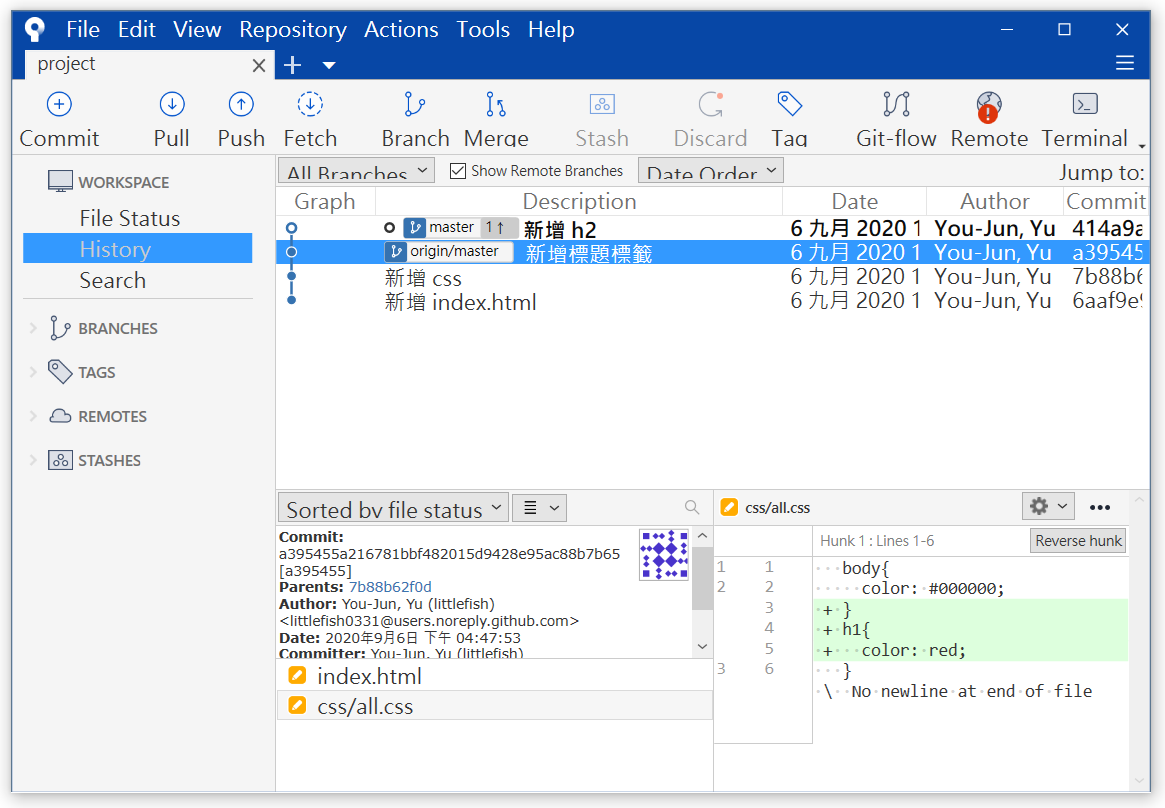 File Edit View Repository Actions Tools Help
project
Commit Pull Push Fetch Branch Merge Stash Discard Tag Git-flow Remote Terminal
WORKSPACE
File Status
History
Search
BRANCHES
TAGS
REMOTES
STASHES
All Branches Show Remote Branches Date Order Jump to:
Graph Description Date Author Commit
master 1↑ 新增 h2 6 九月 2020 1 You-Jun, Yu 414a9a
origin/master 新增標題標籤 6 九月 2020 1 You-Jun, Yu a39545
新增 css 6 九月 2020 1 You-Jun, Yu 7b88b6
新增 index.html 6 九月 2020 1 You-Jun, Yu 6aaf9e
Sorted by file status
Commit:
a395455a216781bbf482015d9428e95ac88b7b65
[a395455]
Parents: 7b88b62f0d
Author: You-Jun, Yu (littlefish)
<littlefish0331@users.noreply.github.com>
Date: 2020年9月6日 下午 04:47:53
Committer: You-Jun, Yu (littlefish)
index.html
css/all.css
css/all.css
Hunk 1 : Lines 1-6 Reverse hunk
1 1 body{
2 2 color: #000000;
3 + }
4 + h1{
5 + color: red;
3 6 }
\ No newline at end of file